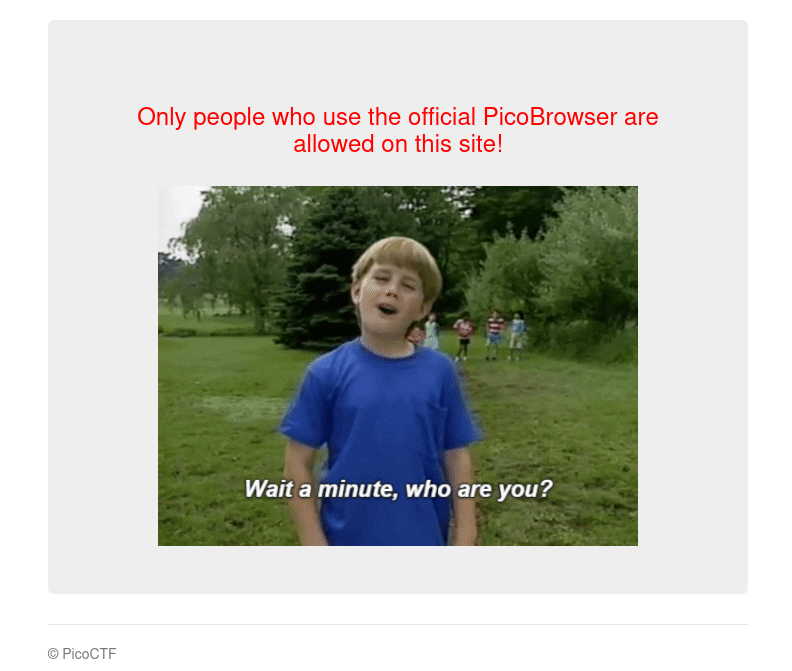 Only people who use the official PicoBrowser are
allowed on this site!
Wait a minute, who are you?
© PicoCTF